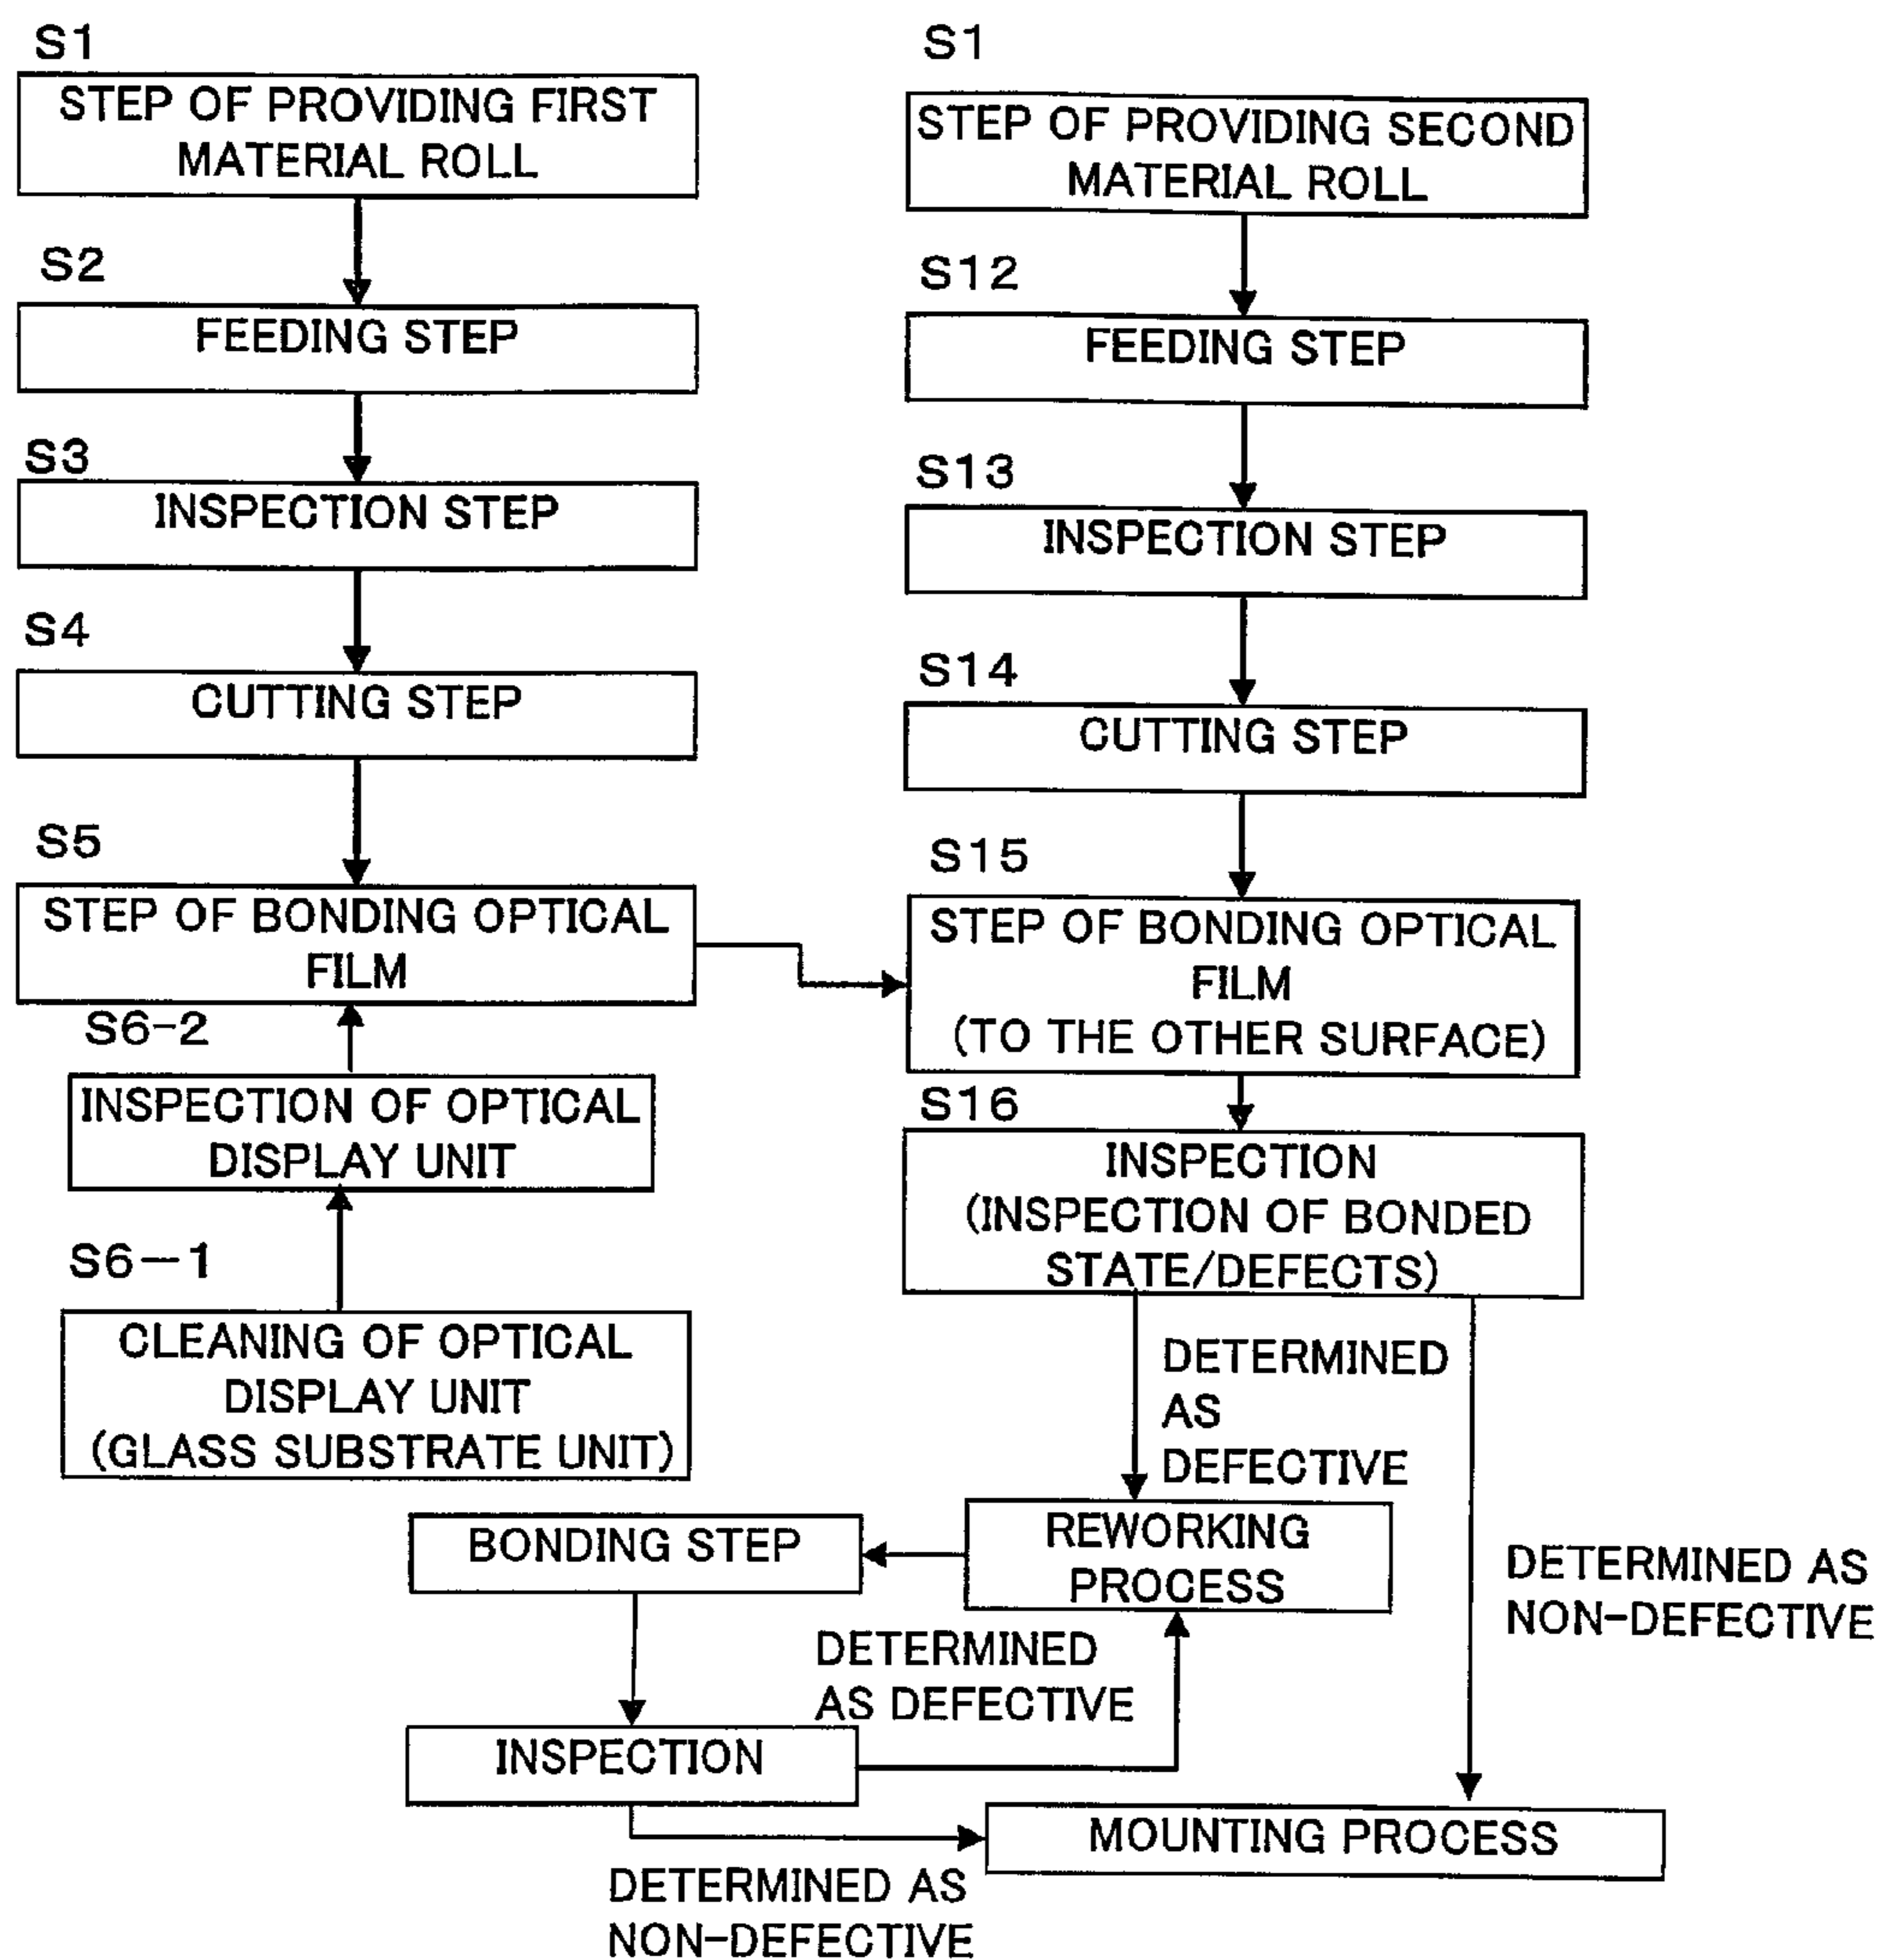 S1
STEP OF PROVIDING FIRST
MATERIAL ROLL
S2
FEEDING STEP
S3
INSPECTION STEP
S4
CUTTING STEP
S5
STEP OF BONDING OPTICAL
FILM
S6-2
INSPECTION OF OPTICAL
DISPLAY UNIT
S6-1
CLEANING OF OPTICAL
DISPLAY UNIT
(GLASS SUBSTRATE UNIT)
S1
STEP OF PROVIDING SECOND
MATERIAL ROLL
S12
FEEDING STEP
S13
INSPECTION STEP
S14
CUTTING STEP
S15
STEP OF BONDING OPTICAL
FILM
(TO THE OTHER SURFACE)
S16
INSPECTION
(INSPECTION OF BONDED
STATE/DEFECTS)
DETERMINED
AS
DEFECTIVE
REWORKING
PROCESS
BONDING STEP
DETERMINED AS
NON-DEFECTIVE
DETERMINED
AS DEFECTIVE
INSPECTION
MOUNTING PROCESS
DETERMINED AS
NON-DEFECTIVE